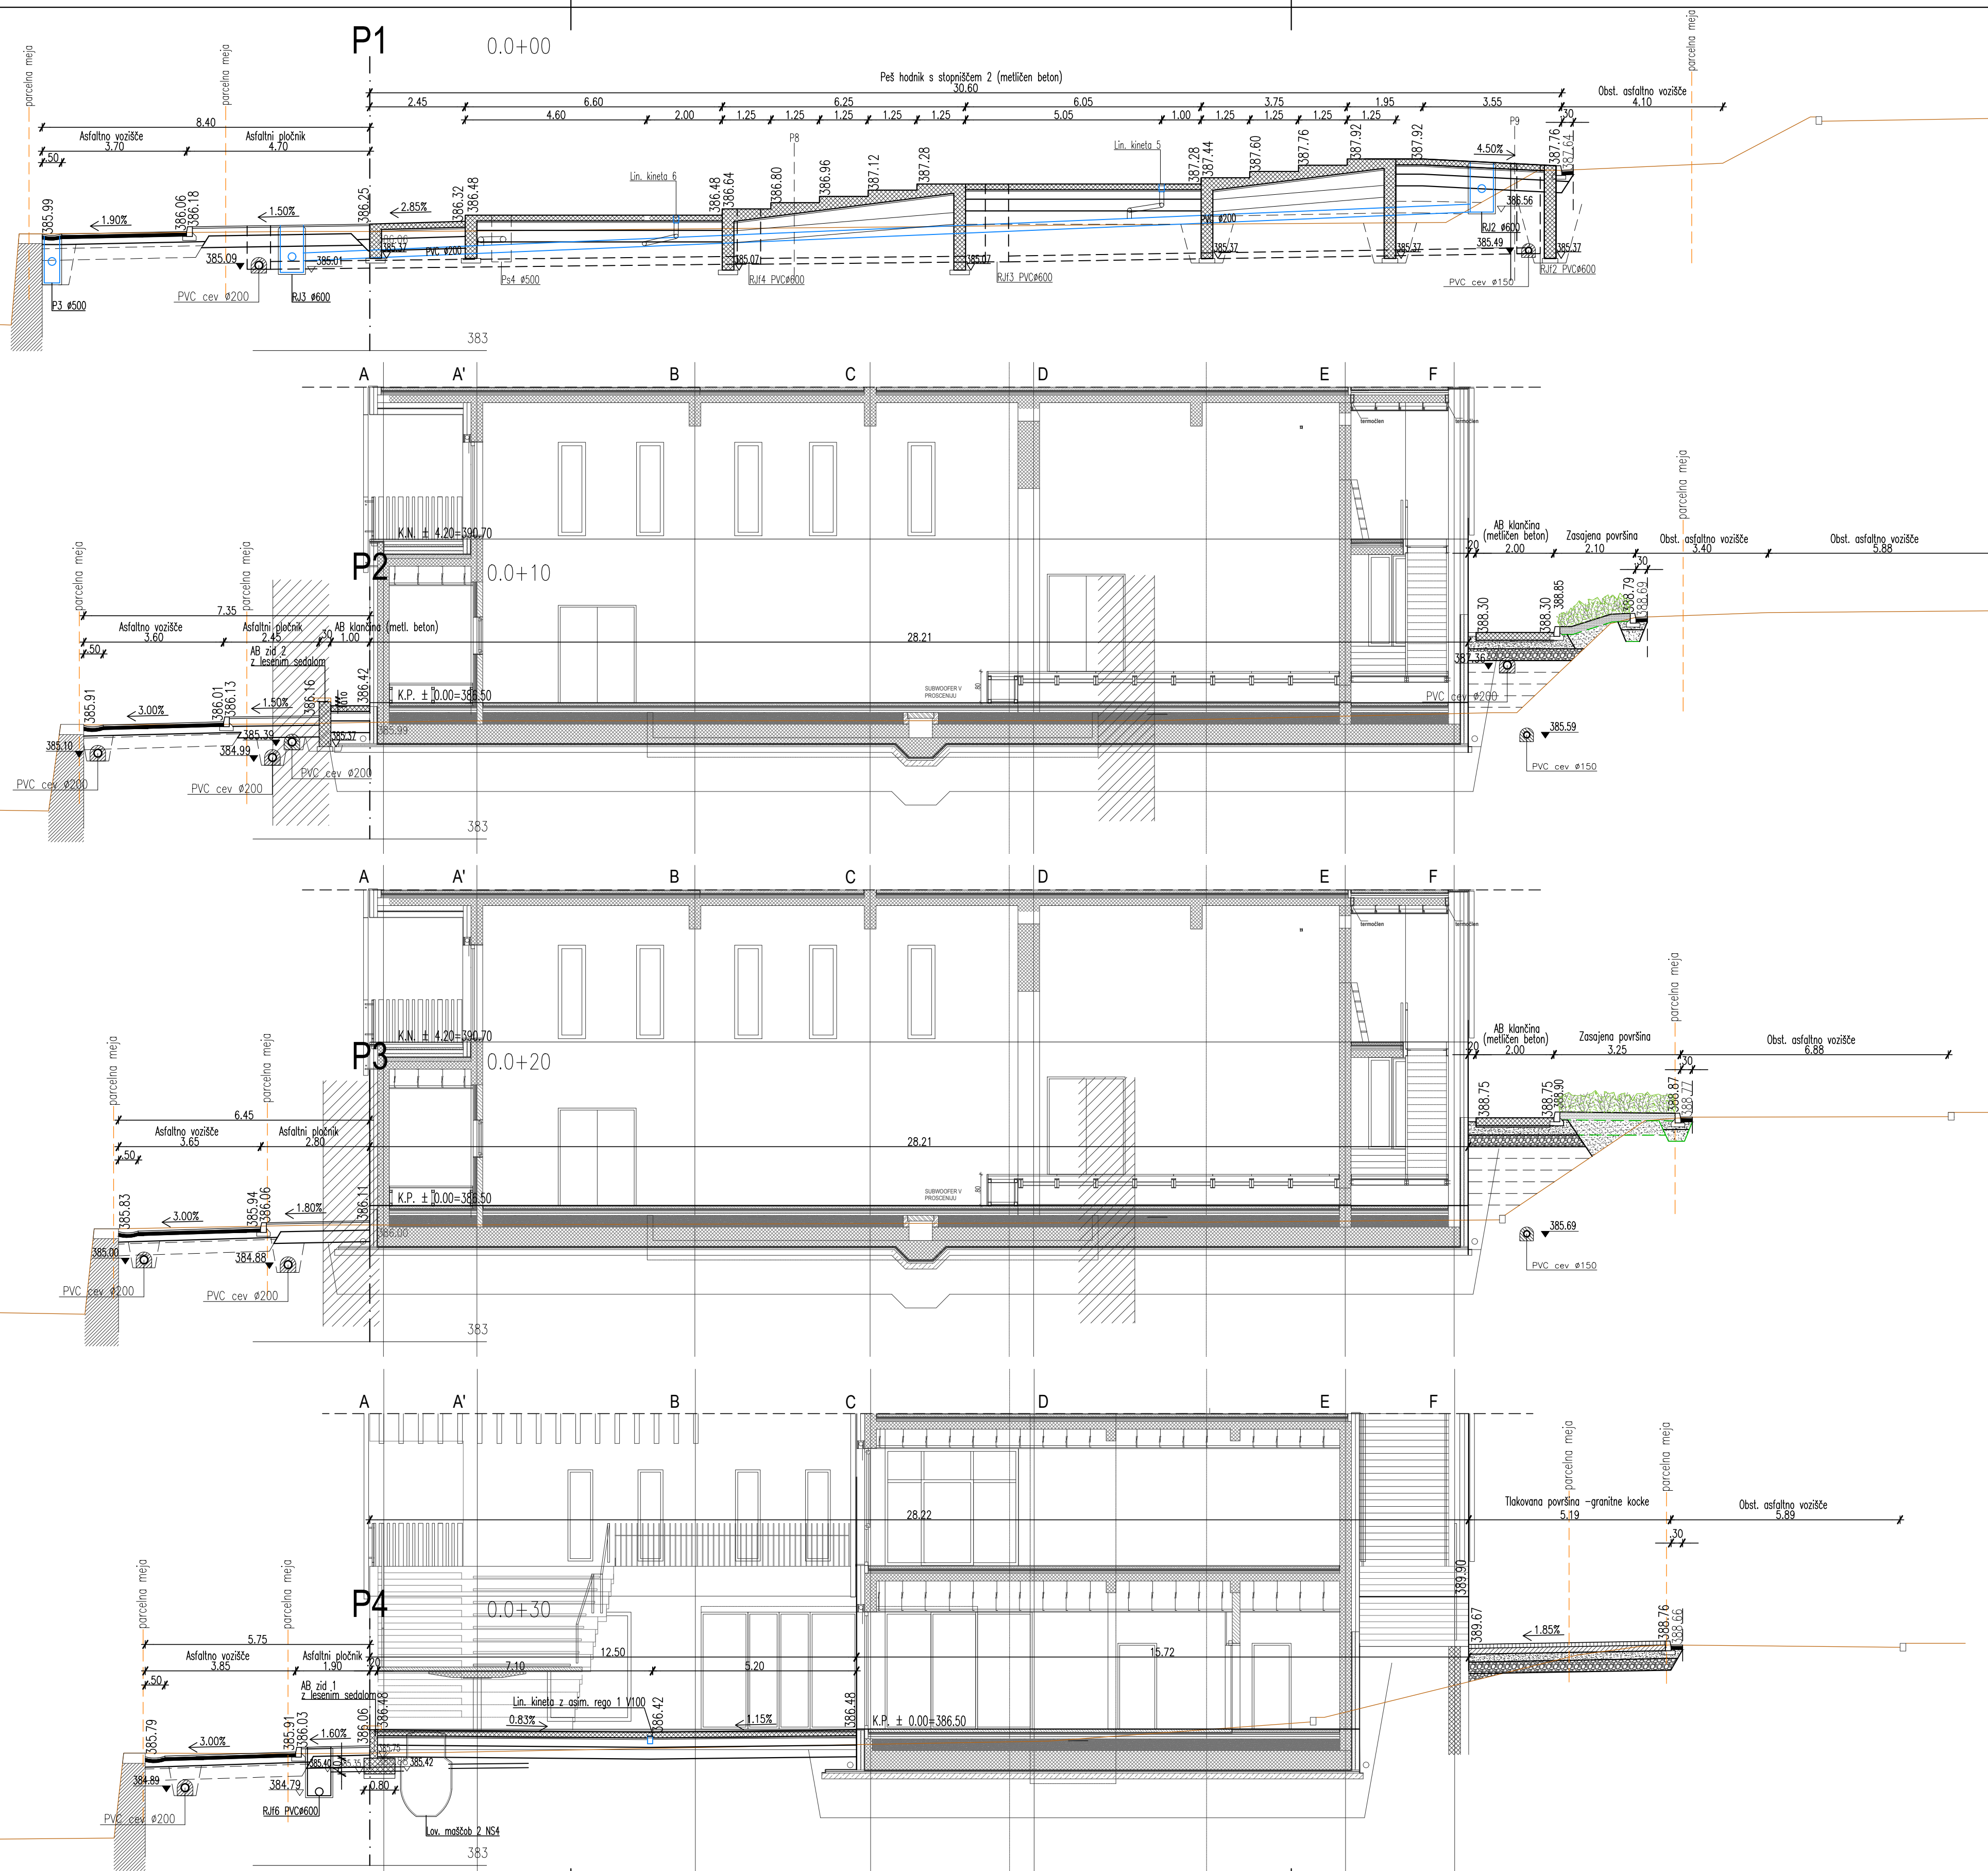 P1
0.0+00
parcelna meja
parcelna meja
parcelna meja
Peš hodnik s stopniščem 2 (metličen beton)
30.60
Obst. asfaltno vozišče
4.10
2.45
6.60
6.25
6.05
3.75
1.95
3.55
.30
4.60
2.00
1.25
1.25
1.25
1.25
1.25
5.05
1.00
1.25
1.25
1.25
1.25
8.40
Asfaltno vozišče
3.70
Asfaltni pločnik
4.70
.50
P8
P9
Lin. kineta 6
Lin. kineta 5
385.99
1.90%
386.06
386.18
1.50%
386.25
2.85%
386.32
386.48
386.48
386.64
386.80
386.96
387.12
387.28
387.28
387.44
387.60
387.76
387.92
387.92
4.50%
387.76
387.64
386.56
RJ2 ø600
385.49
385.09
385.01
385.37
PVC ø200
385.07
385.07
PVC ø200
385.37
385.37
385.37
PVC cev ø200
RJ3 ø600
P3 ø500
Ps4 ø500
RJf4 PVCø600
RJf3 PVCø600
PVC cev ø150
RJf2 PVCø600
383
A
A'
B
C
D
E
F
termočlen
termočlen
K.N. ± 4.20=390.70
P2
0.0+10
parcelna meja
parcelna meja
parcelna meja
7.35
Asfaltno vozišče
3.60
Asfaltni pločnik
2.45
.30
AB klančina (metl. beton)
1.00
.50
AB zid 2
z lesenim sedalom
28.21
.20
AB klančina
(metličen beton)
2.00
Zasajena površina
2.10
Obst. asfaltno vozišče
3.40
Obst. asfaltno vozišče
5.88
.30
388.30
388.30
388.85
388.79
388.69
387.36
PVC cev ø200
385.59
PVC cev ø150
SUBWOOFER V
PROSCENIJU
80
K.P. ± 0.00=386.50
385.91
3.00%
386.01
386.13
1.50%
386.16
386.42
385.99
385.10
385.39
384.99
385.37
PVC cev ø200
PVC cev ø200
PVC cev ø200
383
A
A'
B
C
D
E
F
termočlen
termočlen
K.N. ± 4.20=390.70
P3
0.0+20
parcelna meja
parcelna meja
parcelna meja
6.45
Asfaltno vozišče
3.65
Asfaltni pločnik
2.80
.50
28.21
.20
AB klančina
(metličen beton)
2.00
Zasajena površina
3.25
Obst. asfaltno vozišče
6.88
.30
388.75
388.75
388.90
388.87
388.77
385.69
PVC cev ø150
SUBWOOFER V
PROSCENIJU
80
K.P. ± 0.00=386.50
385.83
3.00%
385.94
386.06
1.80%
386.11
386.00
385.00
384.88
PVC cev ø200
PVC cev ø200
383
A
A'
B
C
D
E
F
P4
0.0+30
parcelna meja
parcelna meja
parcelna meja
parcelna meja
28.22
Tlakovana površina -granitne kocke
5.19
Obst. asfaltno vozišče
5.89
.30
5.75
Asfaltno vozišče
3.85
Asfaltni pločnik
1.90
.20
12.50
7.10
5.20
15.72
.50
AB zid 1
z lesenim sedalom
Lin. kineta z asim. rego 1 V100
389.90
389.67
1.85%
388.76
388.66
385.79
3.00%
385.91
386.03
1.60%
386.06
386.48
0.83%
386.42
1.15%
386.48
K.P. ± 0.00=386.50
385.75
385.40
385.35
385.42
384.89
384.79
0.80
PVC cev ø200
RJf6 PVCø600
Lov. maščob 2 NS4
383